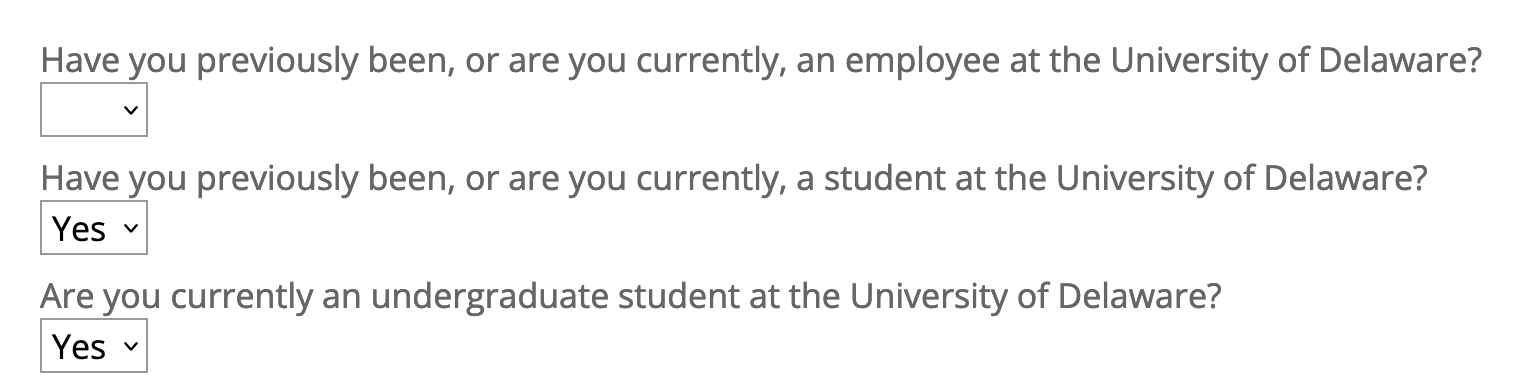 Have you previously been, or are you currently, an employee at the University of Delaware?
Have you previously been, or are you currently, a student at the University of Delaware?
Yes
Are you currently an undergraduate student at the University of Delaware?
Yes